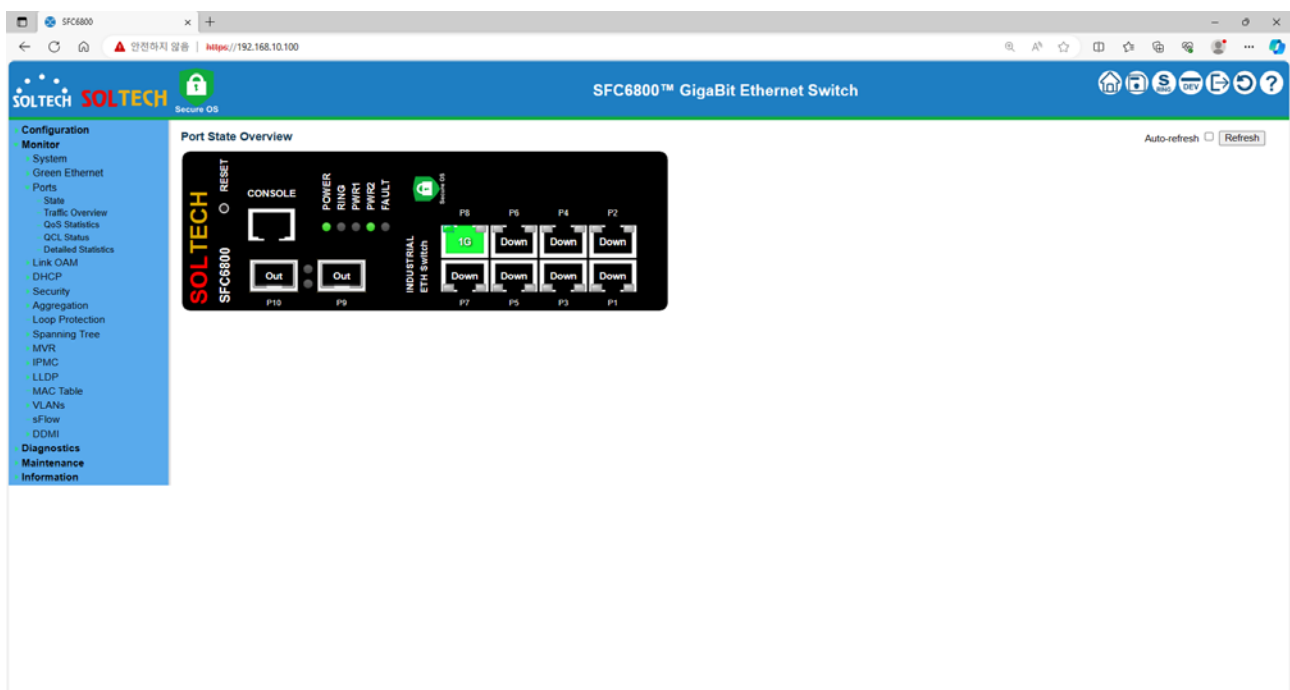 SFC6800
안전하지 않음 | https://192.168.10.100
SOLTECH SOLTECH
Secure OS
SFC6800™ GigaBit Ethernet Switch
S RING
DEV
?
Configuration
Monitor
System
Green Ethernet
Ports
State
Traffic Overview
QoS Statistics
QCL Status
Detailed Statistics
Link OAM
DHCP
Security
Aggregation
Loop Protection
Spanning Tree
MVR
IPMC
LLDP
MAC Table
VLANs
sFlow
DDMI
Diagnostics
Maintenance
Information
Port State Overview
Auto-refresh
Refresh
SOLTECH
SFC6800
RESET
CONSOLE
POWER
RING
PWR1
PWR2
FAULT
Secure OS
INDUSTRIAL
ETH Switch
P8 P6 P4 P2
1G Down Down Down
Out Out
Down Down Down Down
P10 P9
P7 P5 P3 P1